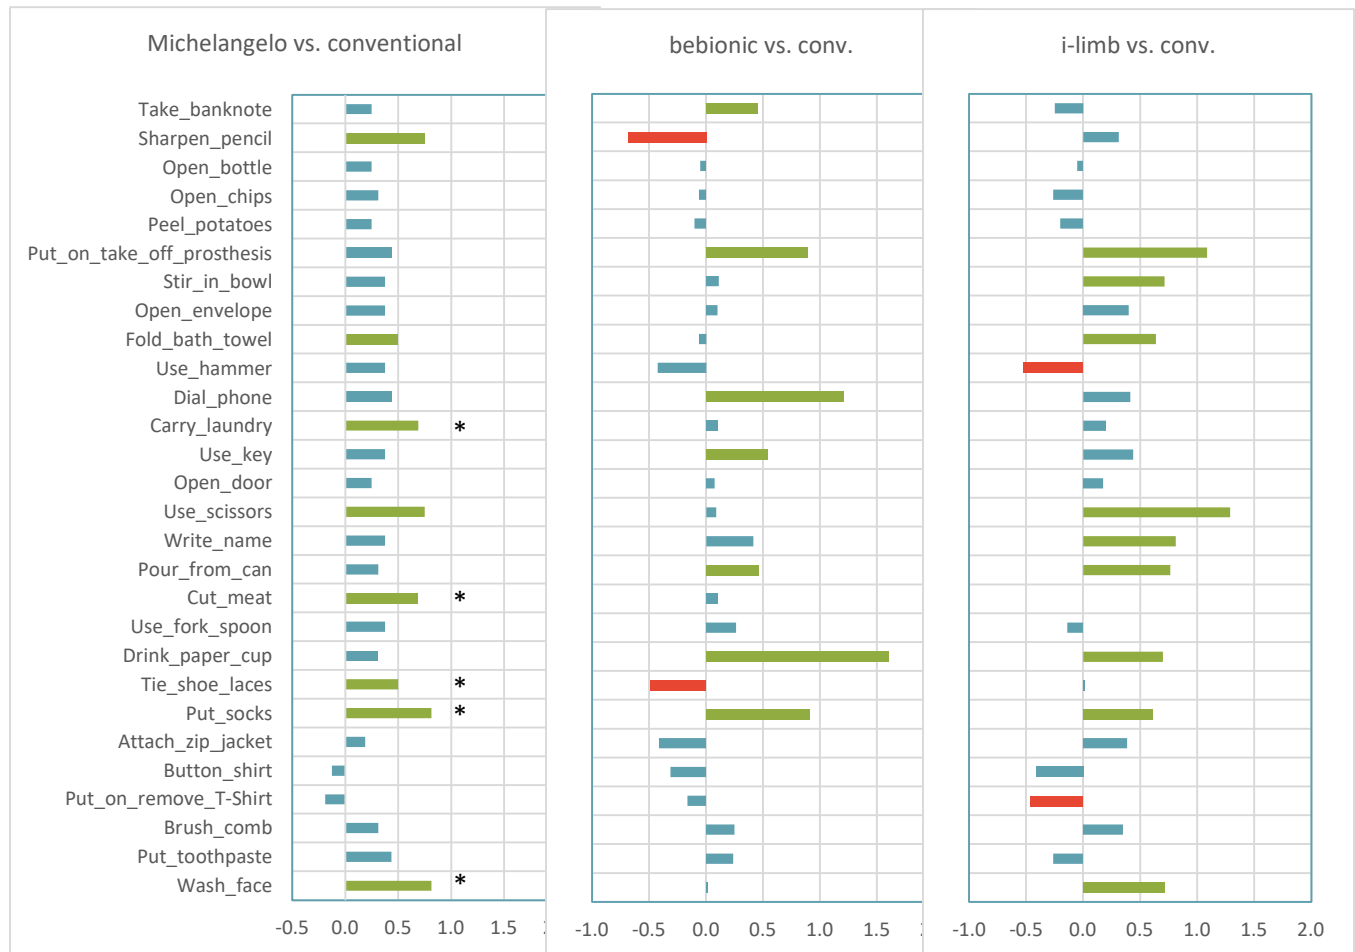 Michelangelo vs. conventional
bebionic vs. conv.
i-limb vs. conv.
Take_banknote
Sharpen_pencil
Open_bottle
Open_chips
Peel_potatoes
Put_on_take_off_prosthesis
Stir_in_bowl
Open_envelope
Fold_bath_towel
Use_hammer
Dial_phone
Carry_laundry *
Use_key
Open_door
Use_scissors
Write_name
Pour_from_can
Cut_meat *
Use_fork_spoon
Drink_paper_cup
Tie_shoe_laces *
Put_socks *
Attach_zip_jacket
Button_shirt
Put_on_remove_T-Shirt
Brush_comb
Put_toothpaste
Wash_face *
-0.5 0.0 0.5 1.0 1.5
-1.0 -0.5 0.0 0.5 1.0 1.5
-1.0 -0.5 0.0 0.5 1.0 1.5 2.0